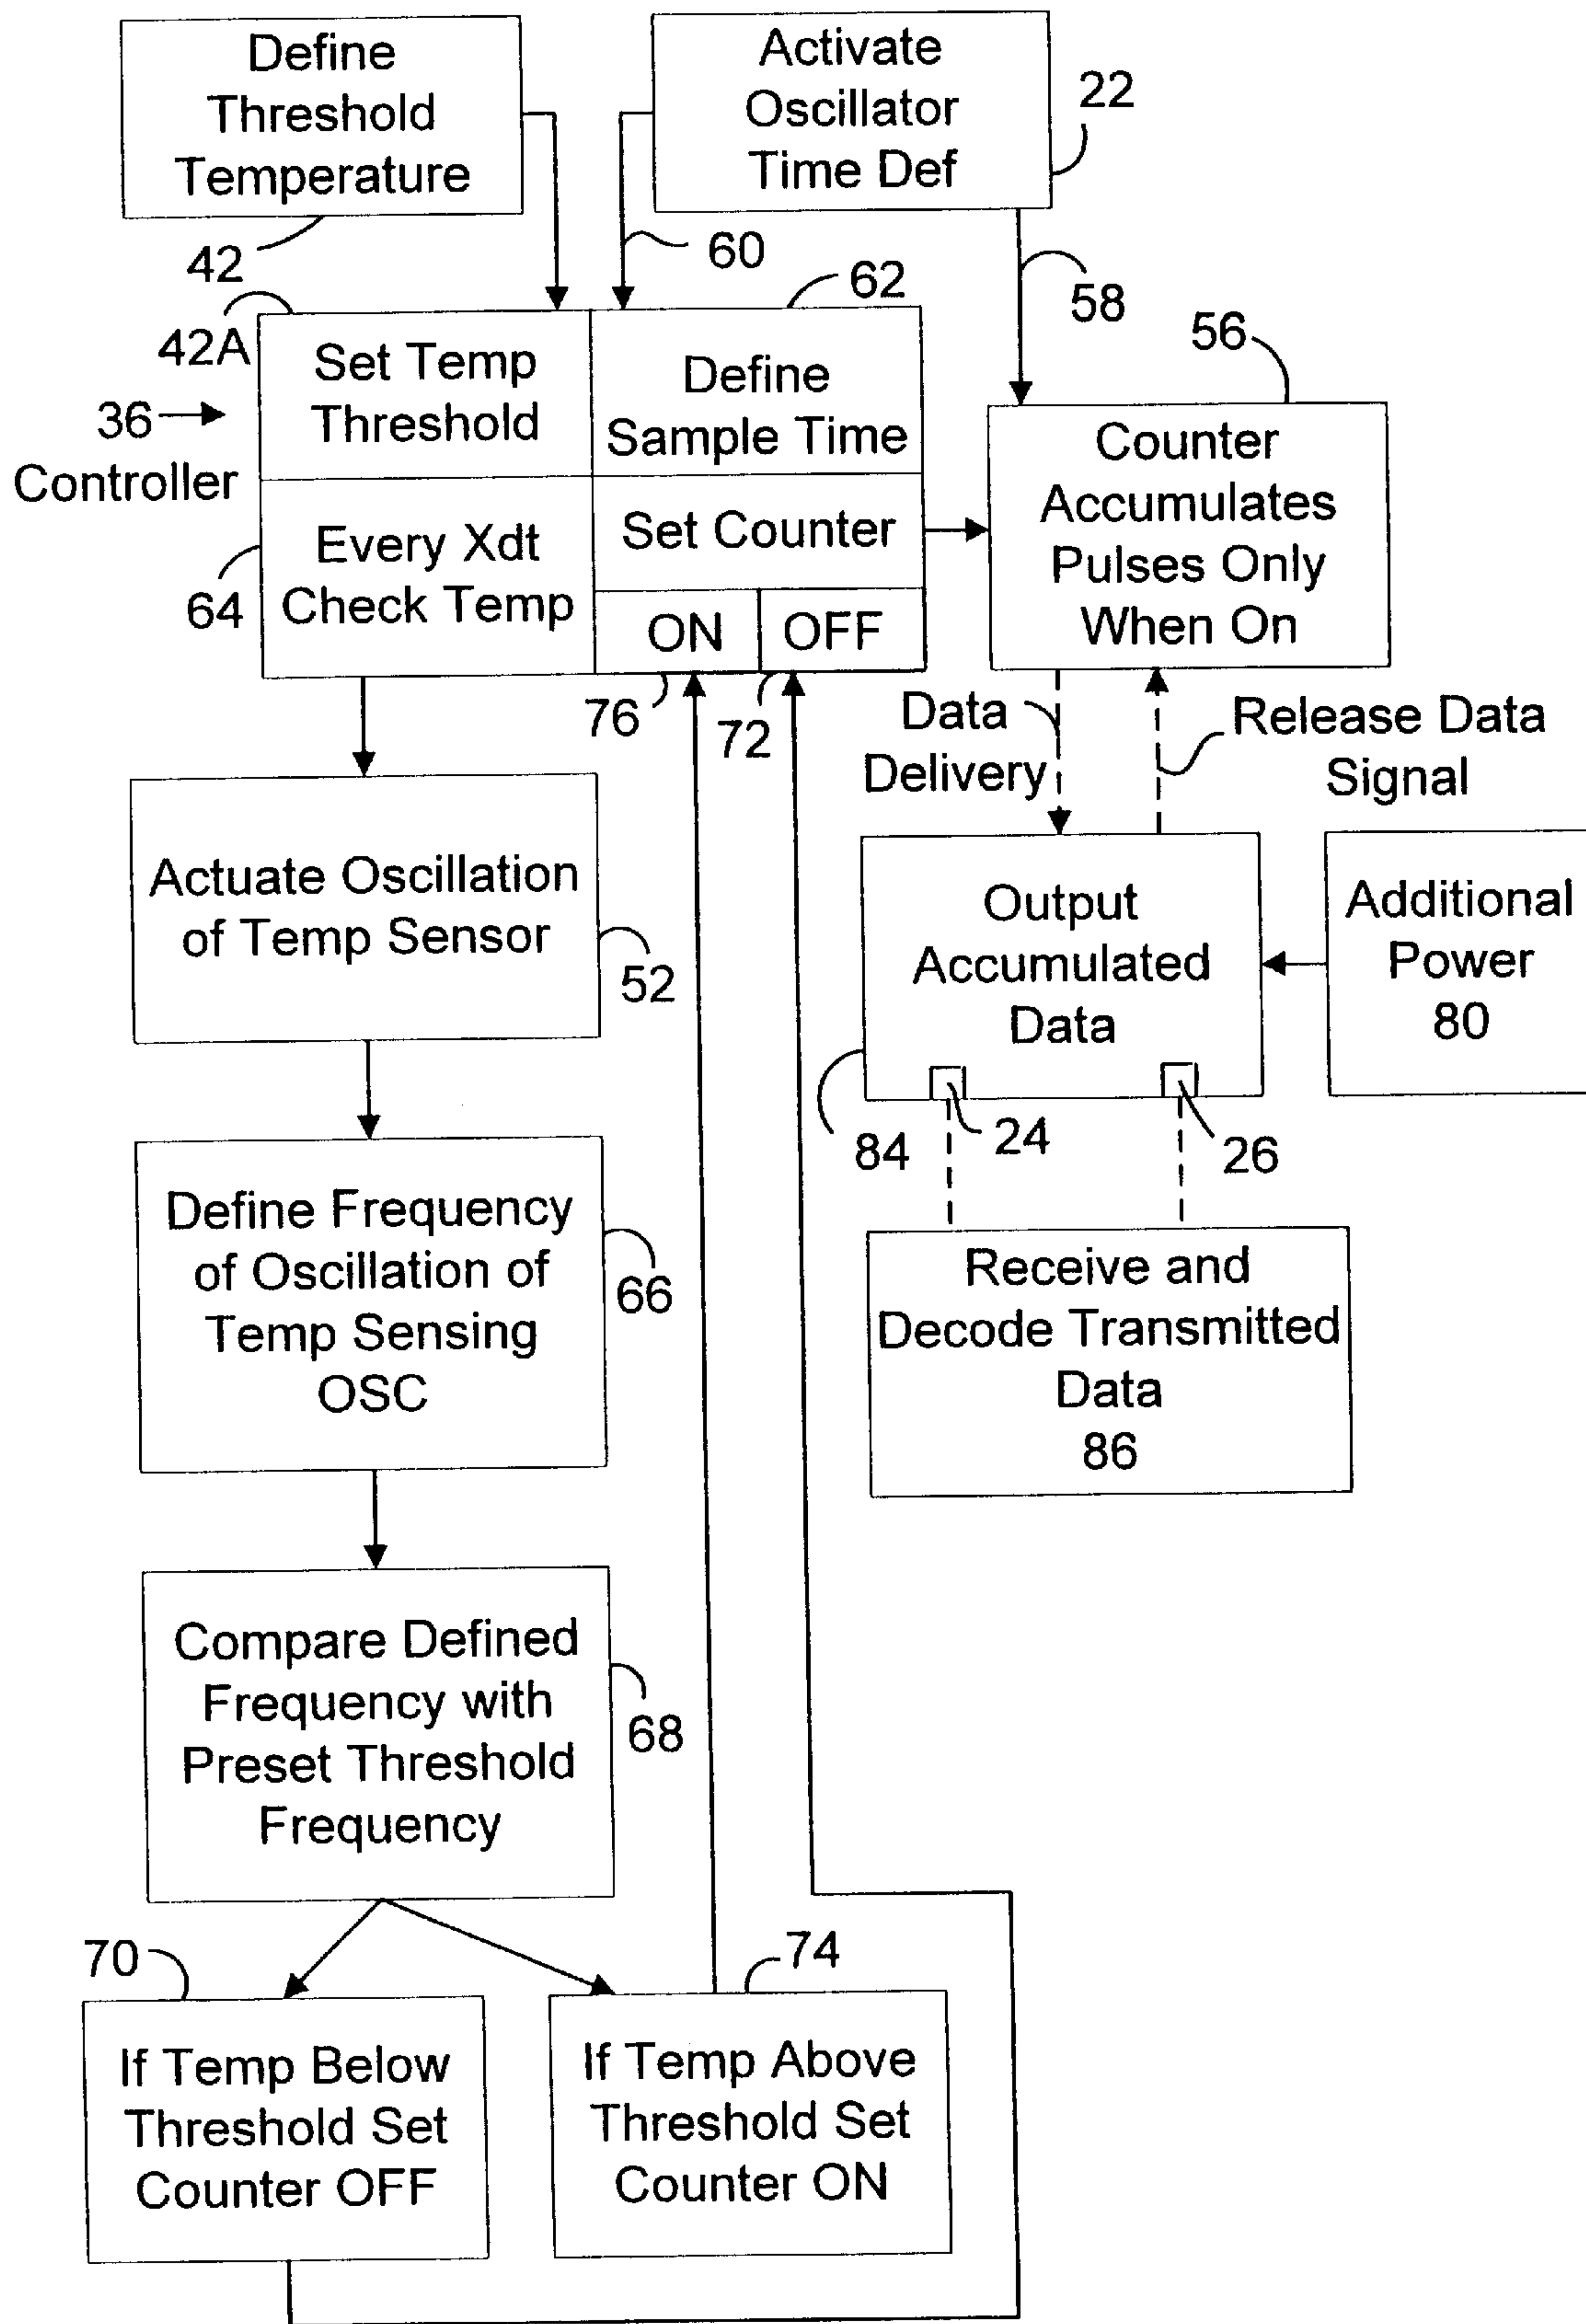 Define
Threshold
Temperature
42
Activate
Oscillator
Time Def
22
60
58
62
42A
36
Controller
Set Temp
Threshold
Define
Sample Time
Every Xdt
Check Temp
64
Set Counter
ON
OFF
76
72
56
Counter
Accumulates
Pulses Only
When On
Data
Delivery
Release Data
Signal
Actuate Oscillation
of Temp Sensor
52
Output
Accumulated
Data
84
24
26
Additional
Power
80
Define Frequency
of Oscillation of
Temp Sensing
OSC
66
Receive and
Decode Transmitted
Data
86
Compare Defined
Frequency with
Preset Threshold
Frequency
68
70
If Temp Below
Threshold Set
Counter OFF
74
If Temp Above
Threshold Set
Counter ON